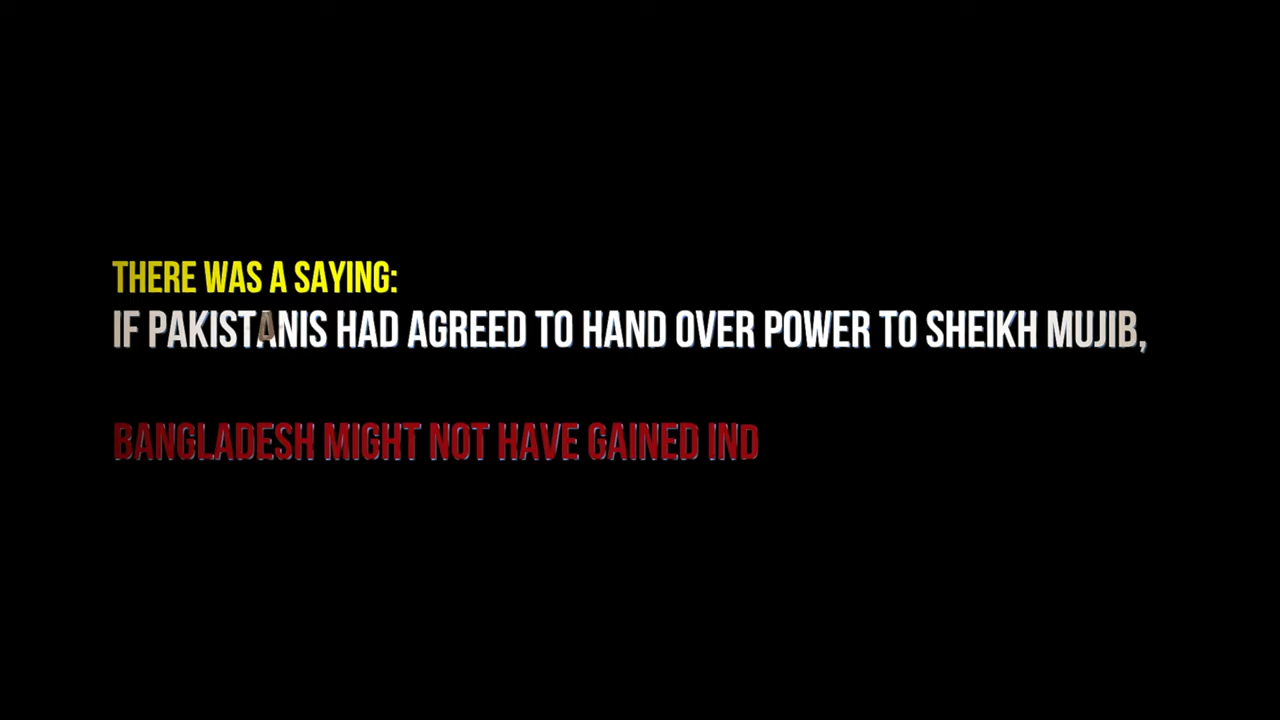 THERE WAS A SAYING:
IF PAKISTANIS HAD AGREED TO HAND OVER POWER TO SHEIKH MUJIB,
BANGLADESH MIGHT NOT HAVE GAINED IND